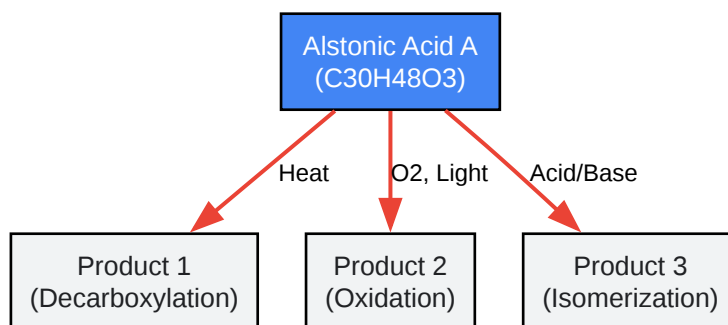 Alstonic Acid A
(C30H48O3)
Heat
O2, Light
Acid/Base
Product 1
(Decarboxylation)
Product 2
(Oxidation)
Product 3
(Isomerization)